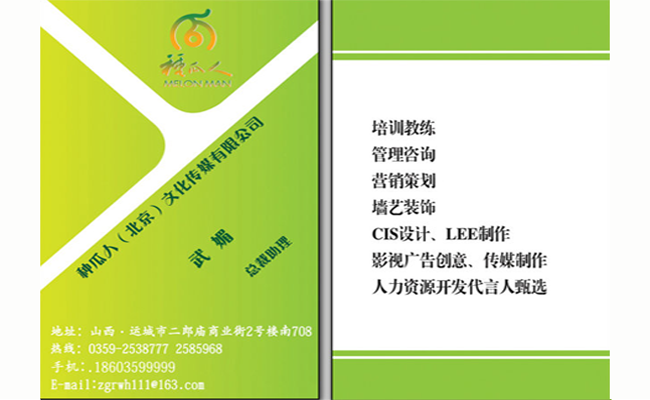 种瓜人
MELON MAN
种瓜人（北京）文化传媒有限公司
武媚
总裁助理
地址: 山西·运城市二郎庙商业街2号楼南708
热线: 0359-2538777 2585968
手机:.18603599999
E-mail:zgrwh111@163.com
培训教练
管理咨询
营销策划
墙艺装饰
CIS设计、LEE制作
影视广告创意、传媒制作
人力资源开发代言人甄选